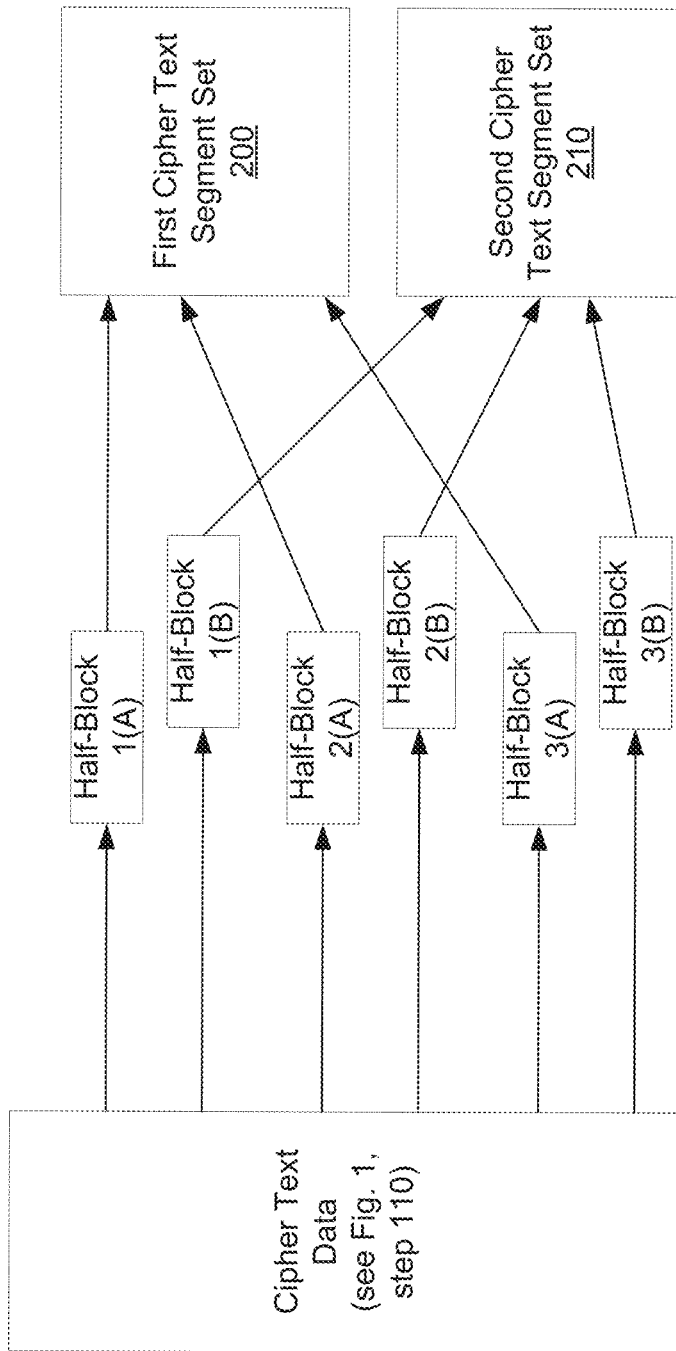 Cipher Text
Data
(see Fig. 1,
step 110)
Half-Block
1(A)
Half-Block
1(B)
Half-Block
2(A)
Half-Block
2(B)
Half-Block
3(A)
Half-Block
3(B)
First Cipher Text
Segment Set
200
Second Cipher
Text Segment Set
210